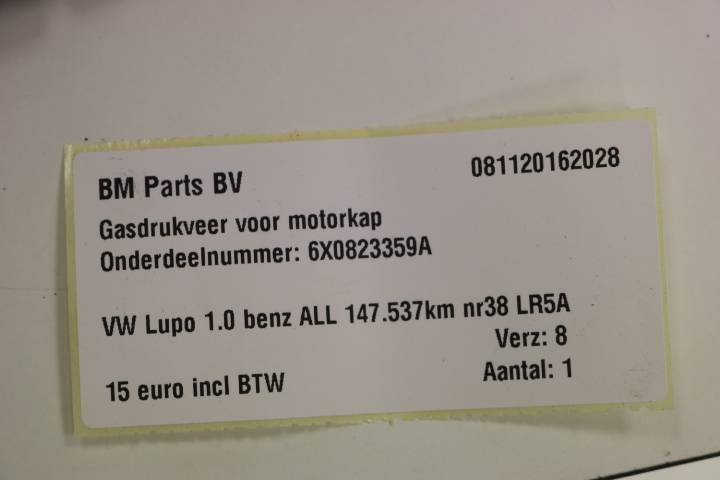 BM Parts BV
081120162028
Gasdrukveer voor motorkap
Onderdeelnummer: 6X0823359A
VW Lupo 1.0 benz ALL 147.537km nr38 LR5A
Verz: 8
15 euro incl BTW
Aantal: 1